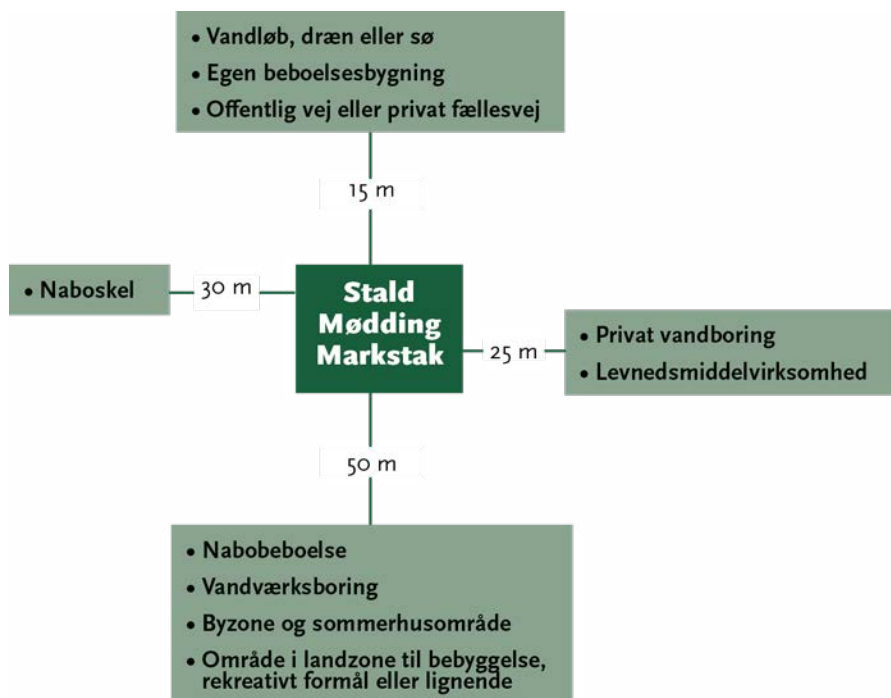 • Vandløb, dræn eller sø
• Egen beboelsesbygning
• Offentlig vej eller privat fællesvej
15 m
• Naboskel
30 m
Stald
Mødding
Markstak
25 m
• Privat vandboring
• Levnedsmiddelvirksomhed
50 m
• Nabobeboelse
• Vandværksboring
• Byzone og sommerhusområde
• Område i landzone til bebyggelse,
rekreativt formål eller lignende